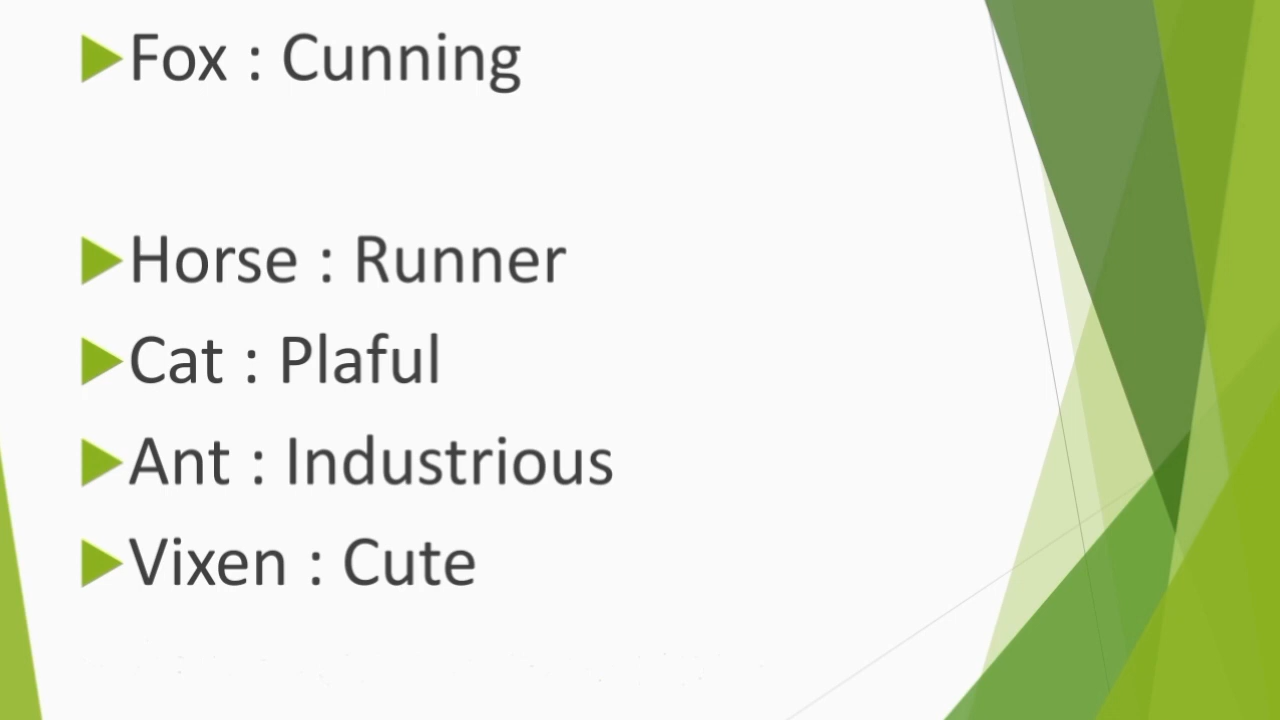 Fox : Cunning
Horse : Runner
Cat : Plaful
Ant : Industrious
Vixen : Cute